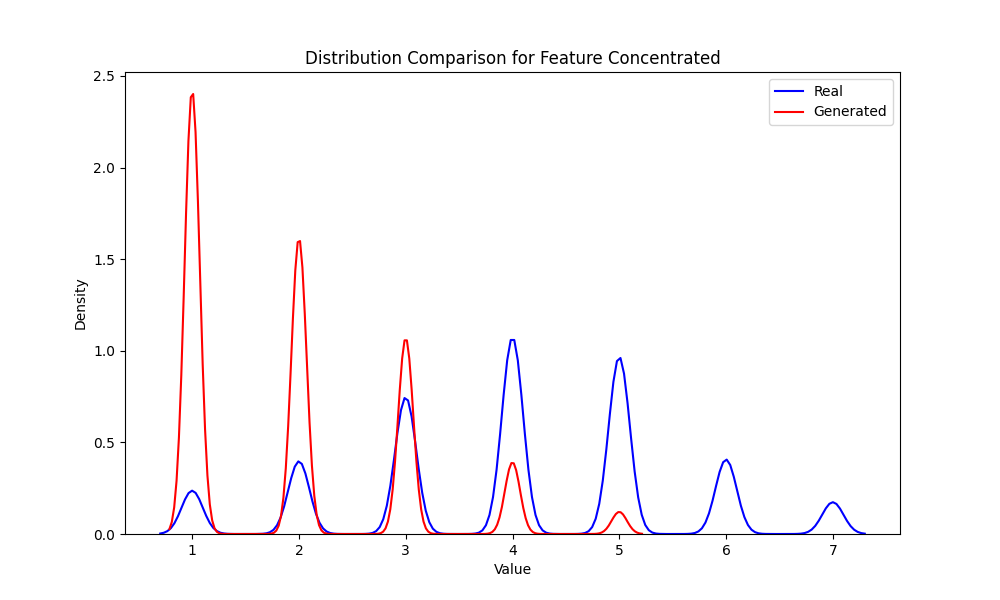 Distribution Comparison for Feature Concentrated
Real
Generated
2.5
2.0
1.5
1.0
0.5
0.0
Density
1 2 3 4 5 6 7
Value